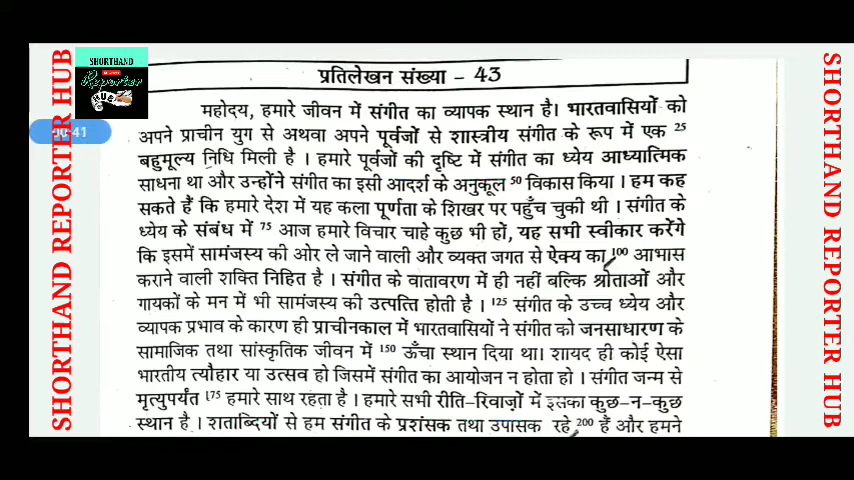 SHORTHAND
Reporter
HUB
SHORTHAND REPORTER HUB
00:41
प्रतिलेखन संख्या – 43
महोदय, हमारे जीवन में संगीत का व्यापक स्थान है। भारतवासियों को
अपने प्राचीन युग से अथवा अपने पूर्वजों से शास्त्रीय संगीत के रूप में एक 25
बहुमूल्य निधि मिली है । हमारे पूर्वजों की दृष्टि में संगीत का ध्येय आध्यात्मिक
साधना था और उन्होंने संगीत का इसी आदर्श के अनुकूल 50 विकास किया । हम कह
सकते हैं कि हमारे देश में यह कला पूर्णता के शिखर पर पहुँच चुकी थी । संगीत के
ध्येय के संबंध में 75 आज हमारे विचार चाहे कुछ भी हों, यह सभी स्वीकार करेंगे
कि इसमें सामंजस्य की ओर ले जाने वाली और व्यक्त जगत से ऐक्य का 100 आभास
कराने वाली शक्ति निहित है । संगीत के वातावरण में ही नहीं बल्कि श्रोताओं और
गायकों के मन में भी सामंजस्य की उत्पत्ति होती है । 125 संगीत के उच्च ध्येय और
व्यापक प्रभाव के कारण ही प्राचीनकाल में भारतवासियों ने संगीत को जनसाधारण के
सामाजिक तथा सांस्कृतिक जीवन में 150 ऊँचा स्थान दिया था। शायद ही कोई ऐसा
भारतीय त्यौहार या उत्सव हो जिसमें संगीत का आयोजन न होता हो । संगीत जन्म से
मृत्युपर्यंत 175 हमारे साथ रहता है । हमारे सभी रीति-रिवाज़ों में इसका कुछ-न-कुछ
स्थान है । शताब्दियों से हम संगीत के प्रशंसक तथा उपासक रहे 200 हैं और हमने
SHORTHAND REPORTER HUB